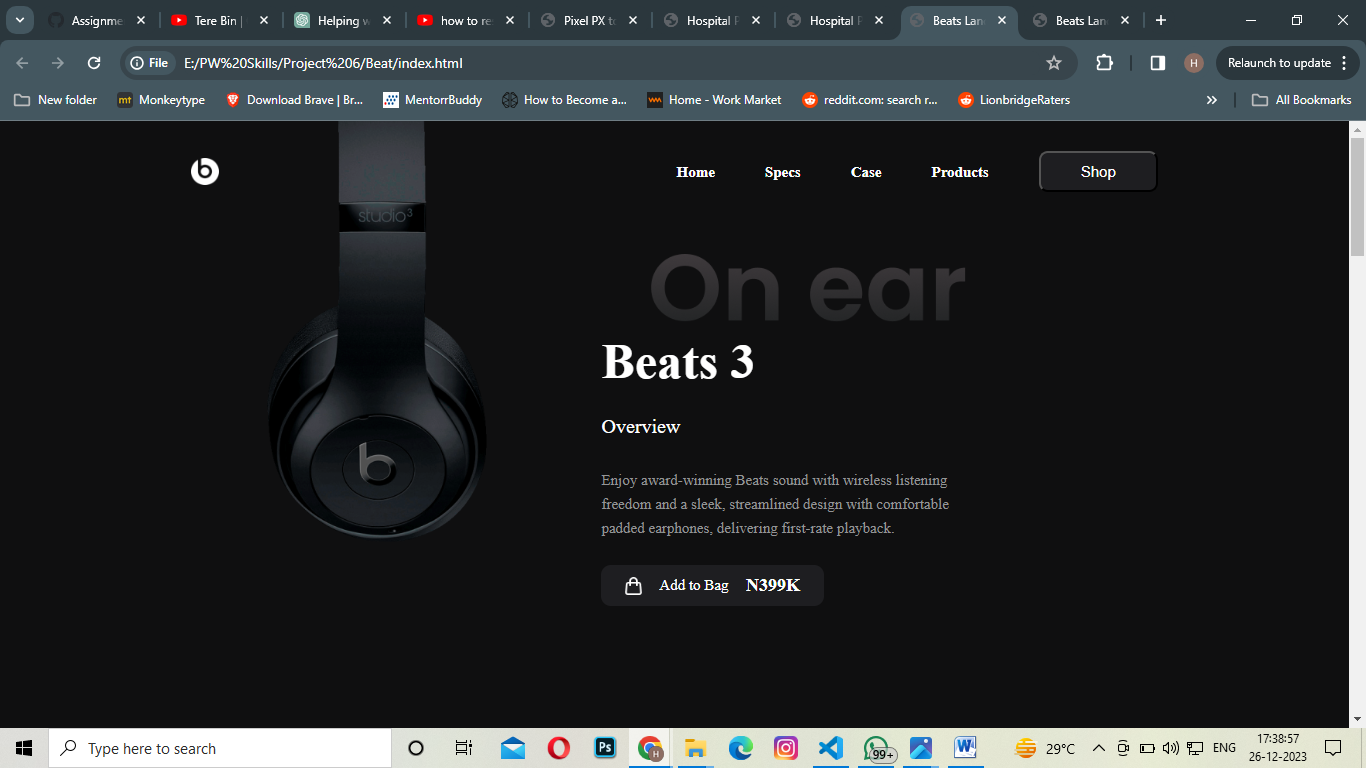 Assignme
Tere Bin |
Helping w
how to re
Pixel PX to
Hospital P
Hospital P
Beats Lan
Beats Lan
File
E:/PW%20Skills/Project%206/Beat/index.html
H
Relaunch to update
New folder
mt
Monkeytype
Download Brave | Br...
MentorrBuddy
How to Become a...
Home - Work Market
reddit.com: search r...
LionbridgeRaters
All Bookmarks
b
Home
Specs
Case
Products
Shop
studio3
On ear
Beats 3
Overview
b
Enjoy award-winning Beats sound with wireless listening
freedom and a sleek, streamlined design with comfortable
padded earphones, delivering first-rate playback.
Add to Bag N399K
Type here to search
Ps
H
99+
W
29°C
ENG
17:38:57
26-12-2023